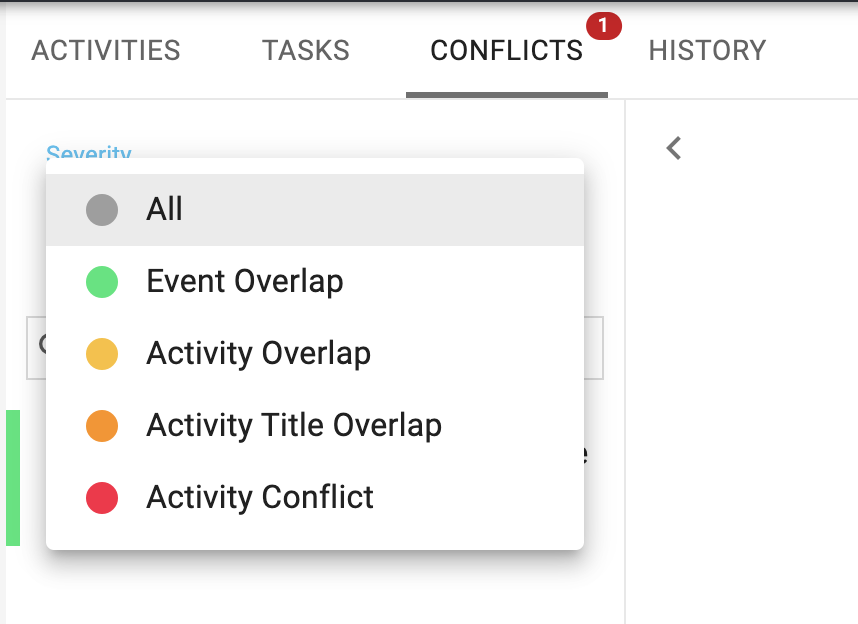 ACTIVITIES TASKS CONFLICTS 1 HISTORY
Severity
All
Event Overlap
Activity Overlap
Activity Title Overlap
Activity Conflict